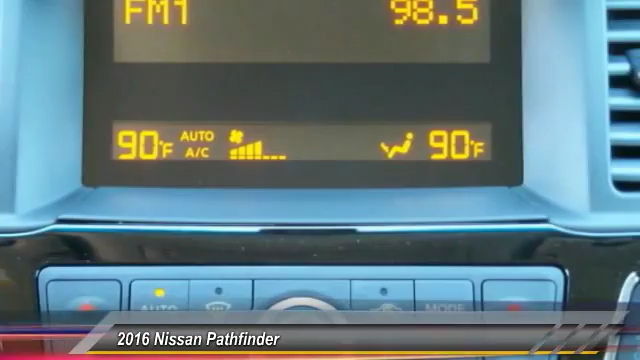 FM1 98.5
90°F AUTO A/C 90°F
AUTO MODE
2016 Nissan Pathfinder